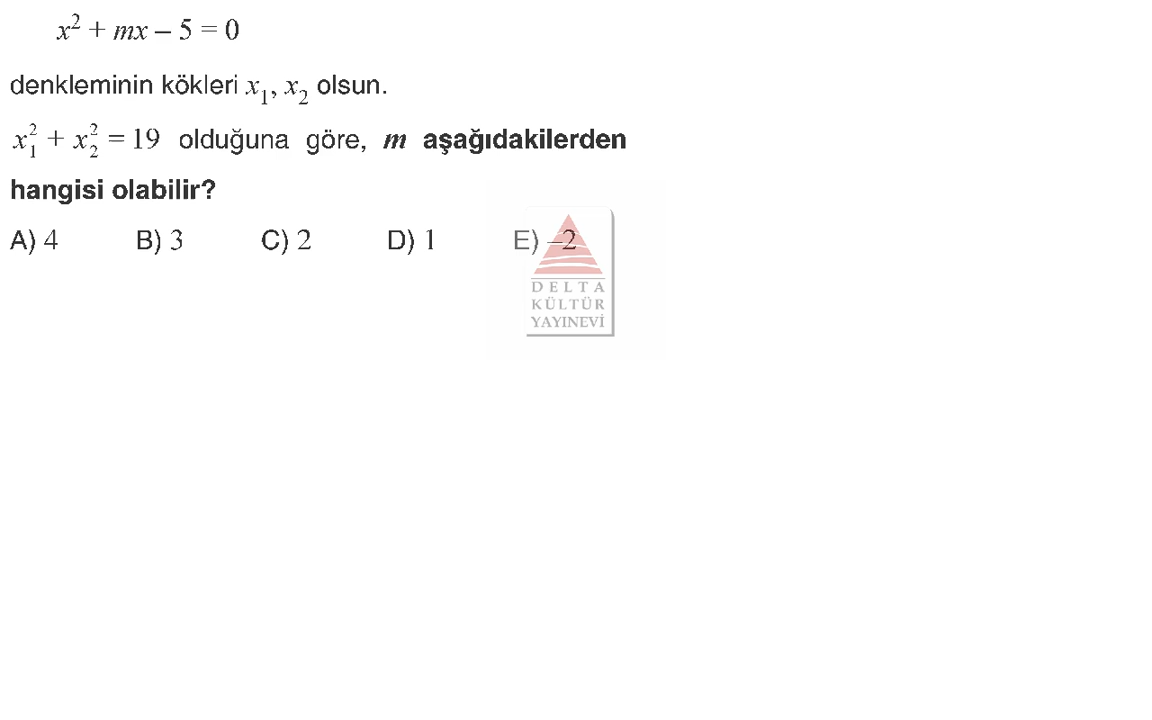 x² + mx – 5 = 0
denkleminin kökleri x₁, x₂ olsun.
x₁² + x₂² = 19 olduğuna göre, m aşağıdakilerden
hangisi olabilir?
A) 4 B) 3 C) 2 D) 1 E) –2
DELTA
KÜLTÜR
YAYINEVİ